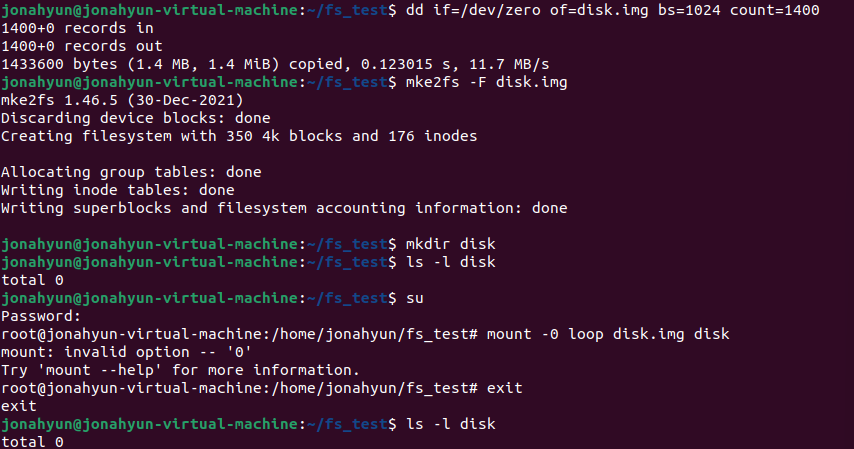 jonahyun@jonahyun-virtual-machine:~/fs_test$ dd if=/dev/zero of=disk.img bs=1024 count=1400
1400+0 records in
1400+0 records out
1433600 bytes (1.4 MB, 1.4 MiB) copied, 0.123015 s, 11.7 MB/s
jonahyun@jonahyun-virtual-machine:~/fs_test$ mke2fs -F disk.img
mke2fs 1.46.5 (30-Dec-2021)
Discarding device blocks: done
Creating filesystem with 350 4k blocks and 176 inodes

Allocating group tables: done
Writing inode tables: done
Writing superblocks and filesystem accounting information: done

jonahyun@jonahyun-virtual-machine:~/fs_test$ mkdir disk
jonahyun@jonahyun-virtual-machine:~/fs_test$ ls -l disk
total 0
jonahyun@jonahyun-virtual-machine:~/fs_test$ su
Password:
root@jonahyun-virtual-machine:/home/jonahyun/fs_test# mount -0 loop disk.img disk
mount: invalid option -- '0'
Try 'mount --help' for more information.
root@jonahyun-virtual-machine:/home/jonahyun/fs_test# exit
exit
jonahyun@jonahyun-virtual-machine:~/fs_test$ ls -l disk
total 0